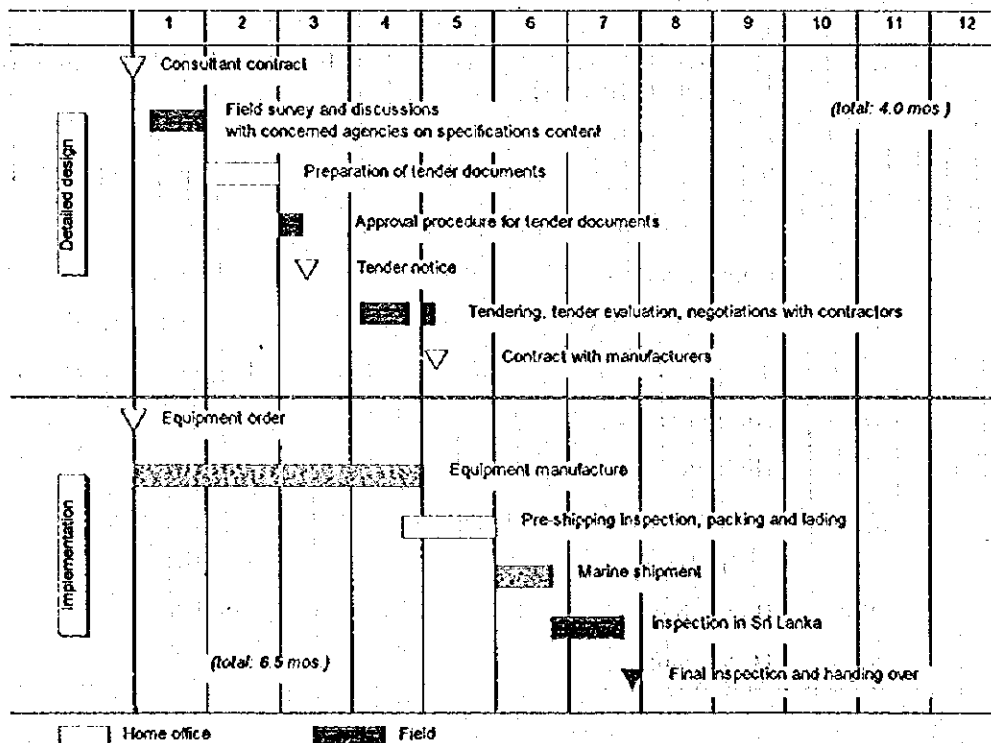 1 2 3 4 5 6 7 8 9 10 11 12
Consultant contract
Field survey and discussions
with concerned agencies on specifications content
(total: 4.0 mos.)
Detailed design
Preparation of tender documents
Approval procedure for tender documents
Tender notice
Tendering, tender evaluation, negotiations with contractors
Contract with manufacturers
Equipment order
Equipment manufacture
Implementation
Pre-shipping inspection, packing and lading
Marine shipment
Inspection in Sri Lanka
(total: 6.5 mos.)
Final inspection and handing over
Home office
Field